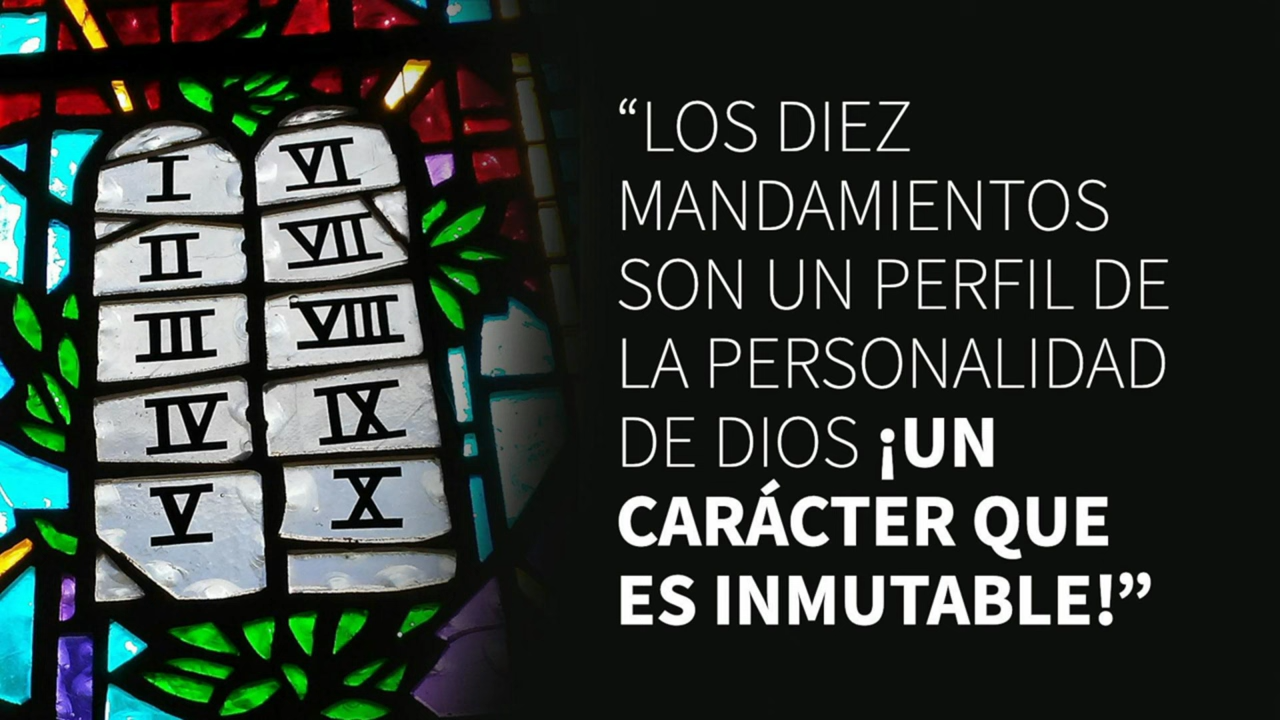 I
II
III
IV
V
VI
VII
VIII
IX
X
“LOS DIEZ
MANDAMIENTOS
SON UN PERFIL DE
LA PERSONALIDAD
DE DIOS ¡UN
CARÁCTER QUE
ES INMUTABLE!”